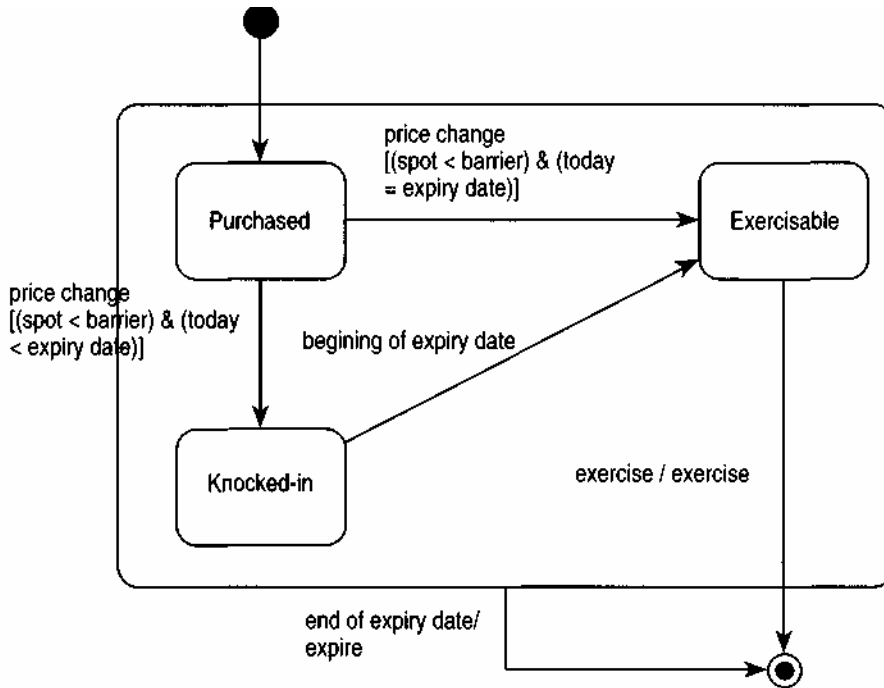 price change
[(spot < barrier) & (today
= expiry date)]
Purchased
Exercisable
price change
[(spot < barrier) & (today
< expiry date)]
begining of expiry date
Knocked-in
exercise / exercise
end of expiry date/
expire